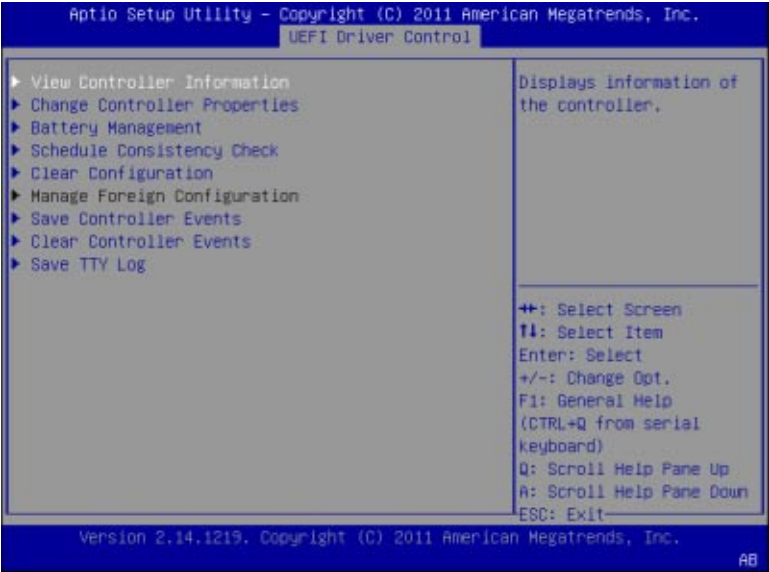 Aptio Setup Utility – Copyright (C) 2011 American Megatrends, Inc.
UEFI Driver Control
View Controller Information
Change Controller Properties
Battery Management
Schedule Consistency Check
Clear Configuration
Manage Foreign Configuration
Save Controller Events
Clear Controller Events
Save TTY Log
Displays information of
the controller.
→←: Select Screen
↑↓: Select Item
Enter: Select
+/-: Change Opt.
F1: General Help
(CTRL+Q from serial
keyboard)
Q: Scroll Help Pane Up
A: Scroll Help Pane Down
ESC: Exit
Version 2.14.1219. Copyright (C) 2011 American Megatrends, Inc.
AB